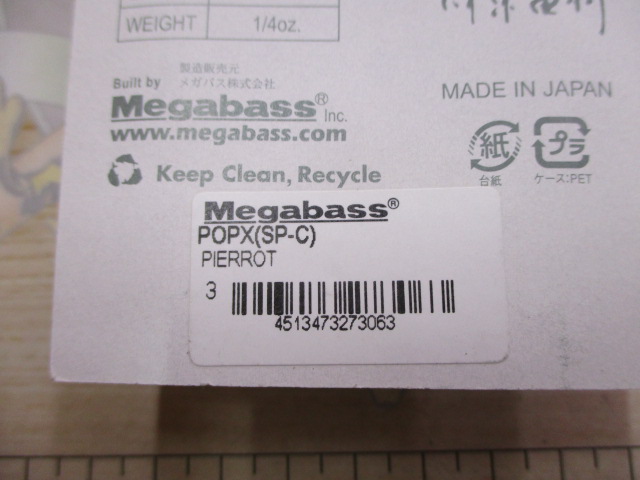 WEIGHT 1/4oz.
Built by 製造販売元 メガバス株式会社
Megabass® Inc.
www.megabass.com
Keep Clean, Recycle
MADE IN JAPAN
紙 プラ
台紙 ケース:PET
Megabass®
POPX(SP-C)
PIERROT
3
4513473273063